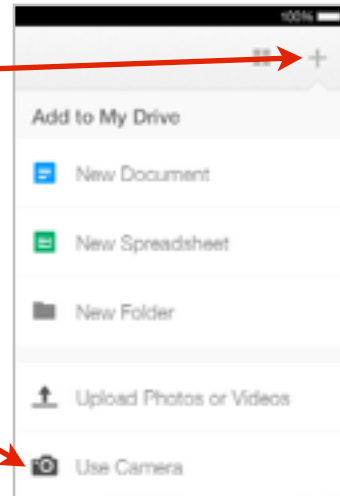 100%
Add to My Drive
New Document
New Spreadsheet
New Folder
Upload Photos or Videos
Use Camera